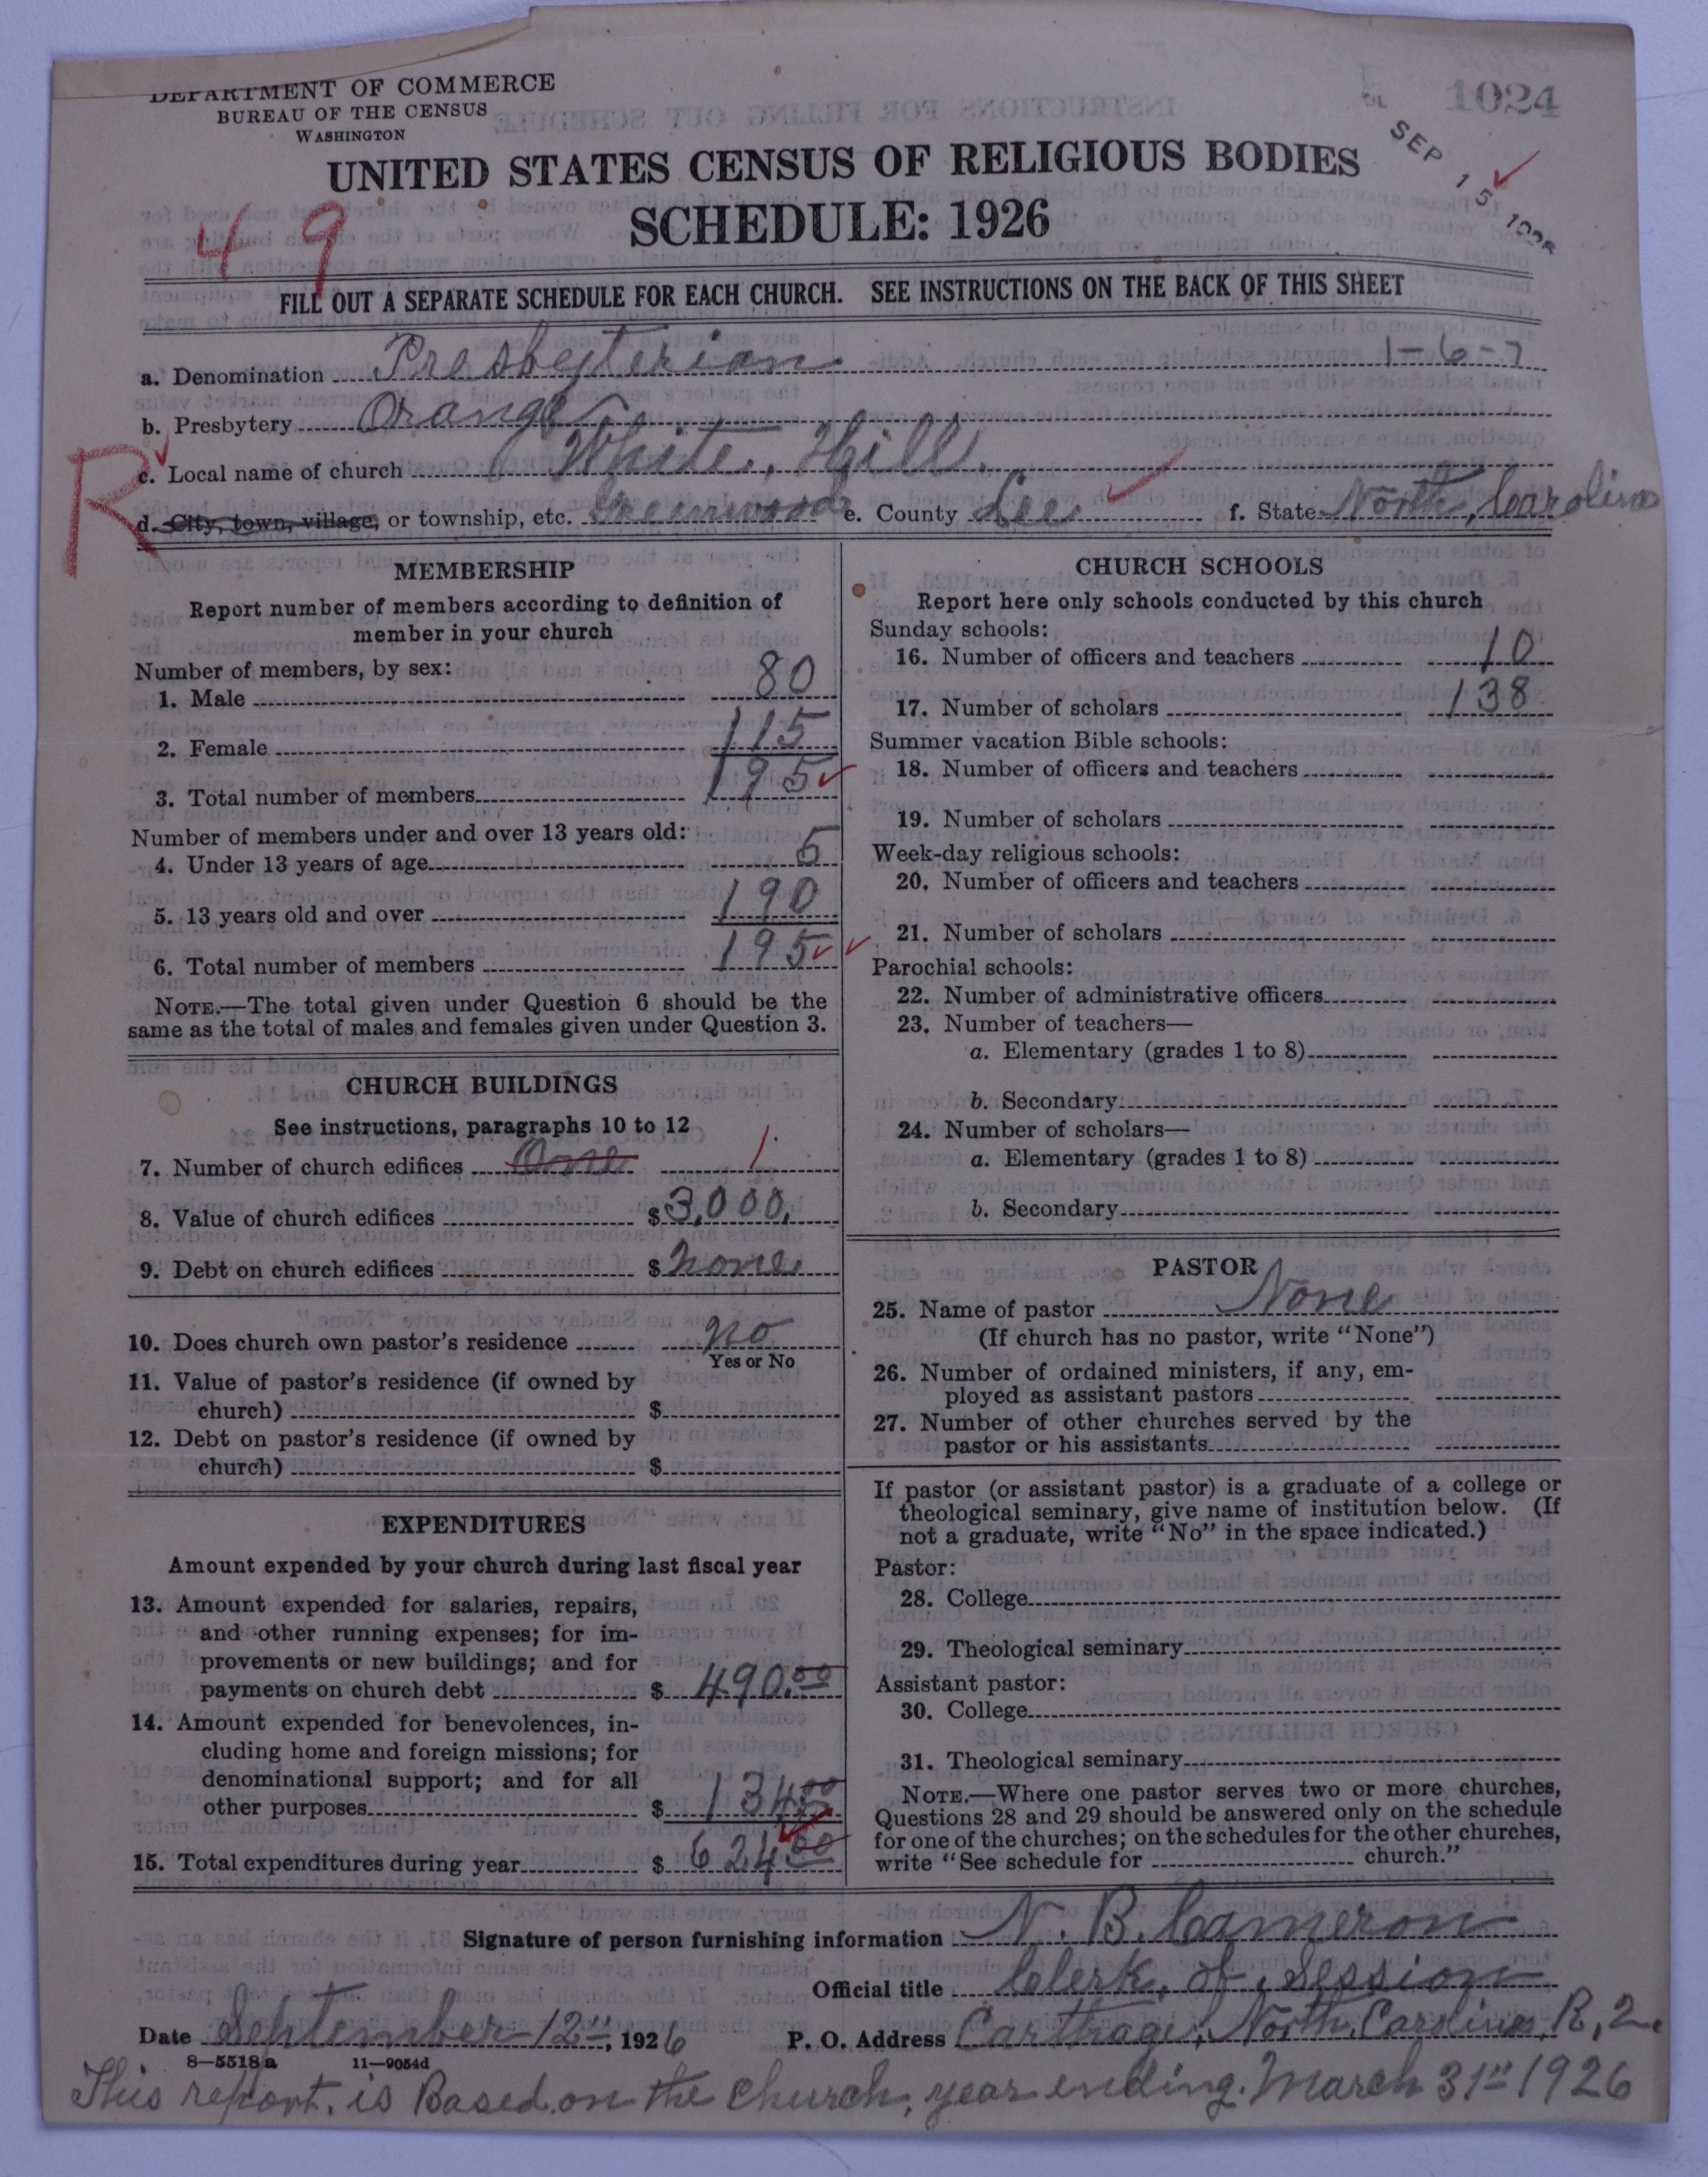 DEPARTMENT OF COMMERCE
BUREAU OF THE CENSUS
WASHINGTON
1024
SEP 15 1926
UNITED STATES CENSUS OF RELIGIOUS BODIES
SCHEDULE: 1926
49
FILL OUT A SEPARATE SCHEDULE FOR EACH CHURCH. SEE INSTRUCTIONS ON THE BACK OF THIS SHEET
a. Denomination Presbyterian 1-6-7
b. Presbytery Orange
R
c. Local name of church White, Hill.
d. City, town, village, or township, etc. Greenwood e. County Lee f. State North, Carolina
MEMBERSHIP
Report number of members according to definition of
member in your church
Number of members, by sex:
1. Male 80
2. Female 115
3. Total number of members 195
Number of members under and over 13 years old:
4. Under 13 years of age 5
5. 13 years old and over 190
6. Total number of members 195
NOTE.—The total given under Question 6 should be the
same as the total of males and females given under Question 3.
CHURCH BUILDINGS
See instructions, paragraphs 10 to 12
7. Number of church edifices One 1
8. Value of church edifices $3,000.
9. Debt on church edifices $ none
10. Does church own pastor's residence no
Yes or No
11. Value of pastor's residence (if owned by
church) $
12. Debt on pastor's residence (if owned by
church) $
EXPENDITURES
Amount expended by your church during last fiscal year
13. Amount expended for salaries, repairs,
and other running expenses; for im-
provements or new buildings; and for
payments on church debt $ 490.00
14. Amount expended for benevolences, in-
cluding home and foreign missions; for
denominational support; and for all
other purposes $ 134.00
15. Total expenditures during year $ 624.00
CHURCH SCHOOLS
Report here only schools conducted by this church
Sunday schools:
16. Number of officers and teachers 10
17. Number of scholars 138
Summer vacation Bible schools:
18. Number of officers and teachers
19. Number of scholars
Week-day religious schools:
20. Number of officers and teachers
21. Number of scholars
Parochial schools:
22. Number of administrative officers
23. Number of teachers—
a. Elementary (grades 1 to 8)
b. Secondary
24. Number of scholars—
a. Elementary (grades 1 to 8)
b. Secondary
PASTOR
25. Name of pastor None
(If church has no pastor, write "None")
26. Number of ordained ministers, if any, em-
ployed as assistant pastors
27. Number of other churches served by the
pastor or his assistants
If pastor (or assistant pastor) is a graduate of a college or
theological seminary, give name of institution below. (If
not a graduate, write "No" in the space indicated.)
Pastor:
28. College
29. Theological seminary
Assistant pastor:
30. College
31. Theological seminary
NOTE.—Where one pastor serves two or more churches,
Questions 28 and 29 should be answered only on the schedule
for one of the churches; on the schedules for the other churches,
write "See schedule for church."
Signature of person furnishing information N. B. Cameron
Official title Clerk, of, Session
Date September 12", 1926 P. O. Address Carthage, North, Carolina, R, 2.
8—5518a 11—9054d
This report, is Based on the church, year ending. March 31" 1926